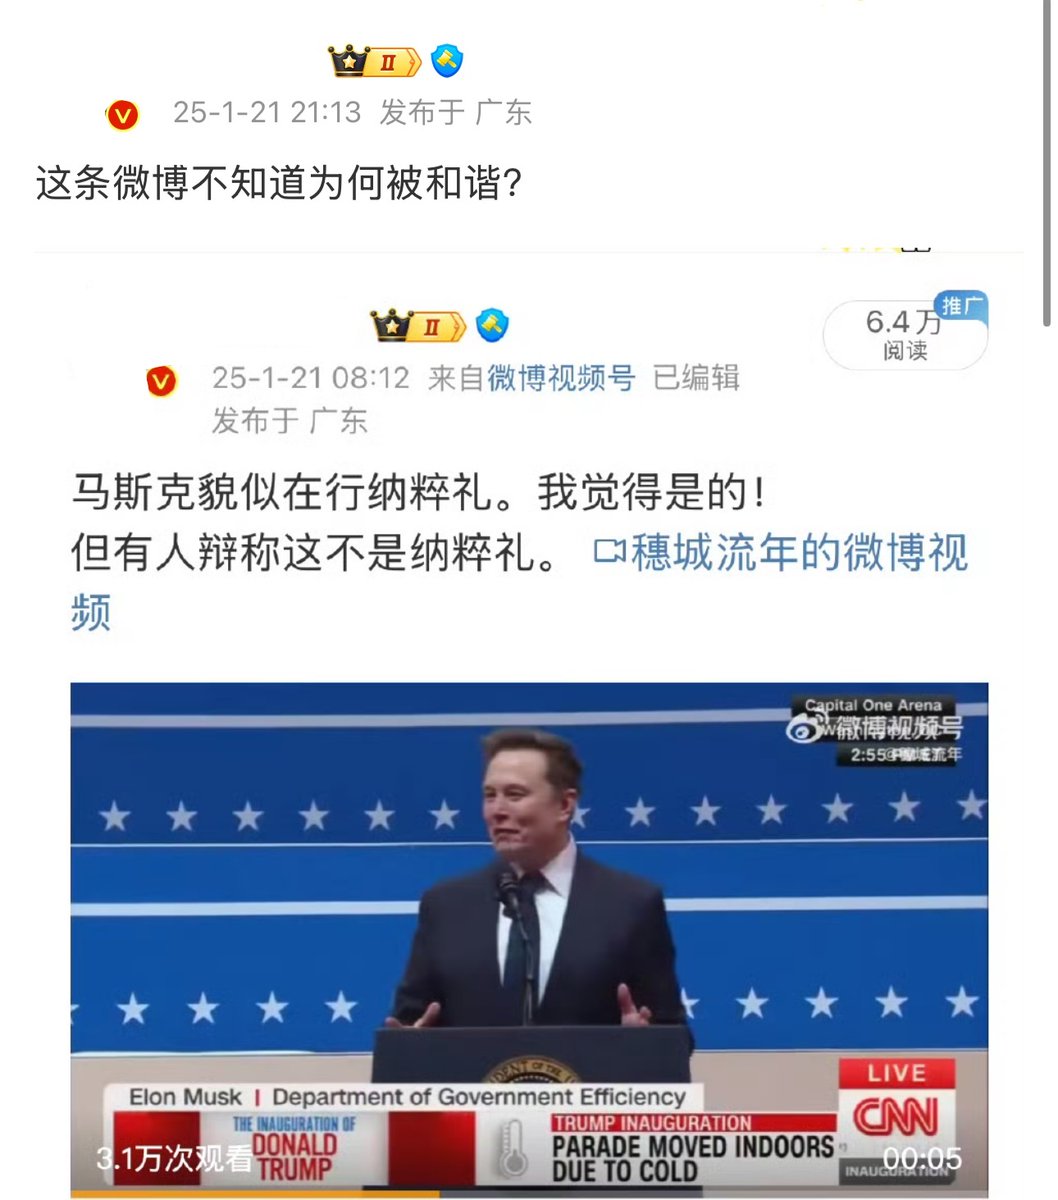 II
V
25-1-21 21:13 发布于 广东
这条微博不知道为何被和谐?
II
推广
6.4万
阅读
V
25-1-21 08:12 来自微博视频号 已编辑
发布于 广东
马斯克貌似在行纳粹礼。我觉得是的!
但有人辩称这不是纳粹礼。 穗城流年的微博视
频
Capital One Arena
微博视频号
2:55 PM ET
@穗城流年
Elon Musk | Department of Government Efficiency
THE INAUGURATION OF
DONALD
TRUMP
TRUMP INAUGURATION
PARADE MOVED INDOORS
DUE TO COLD
LIVE
CNN
INAUGURATION
3.1万次观看
00:05